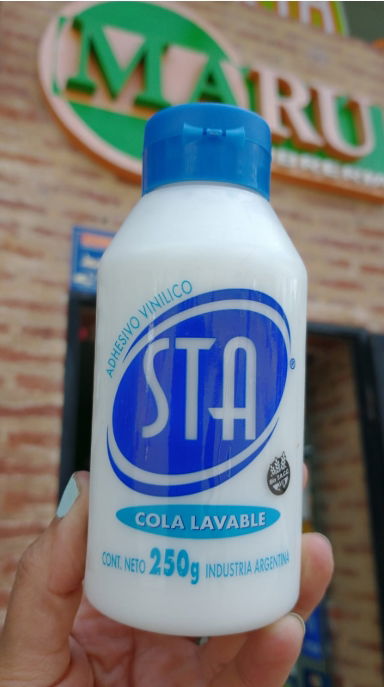 MARU
ADHESIVO VINILICO
STA®
COLA LAVABLE
CONT. NETO 250g INDUSTRIA ARGENTINA